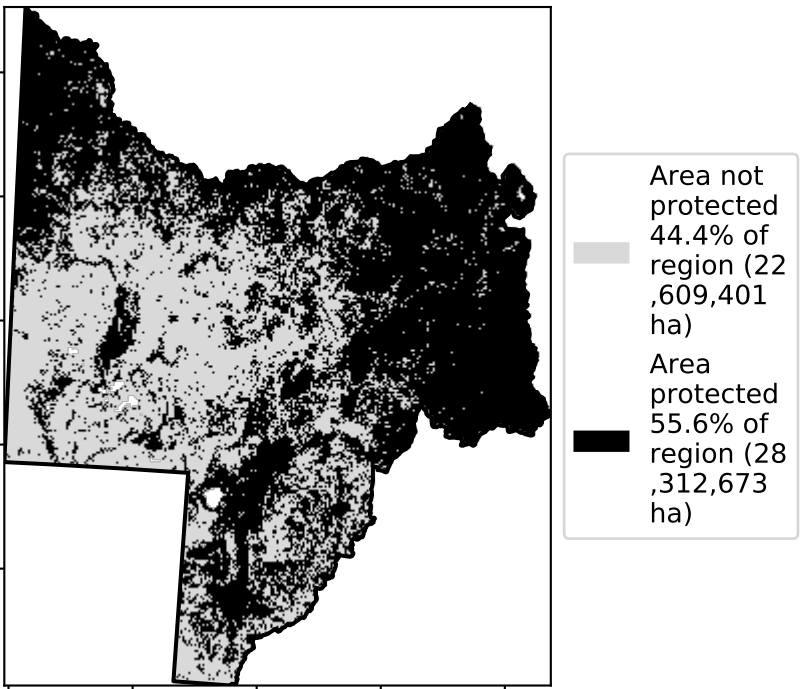 Area not
protected
44.4% of
region (22
,609,401
ha)
Area
protected
55.6% of
region (28
,312,673
ha)